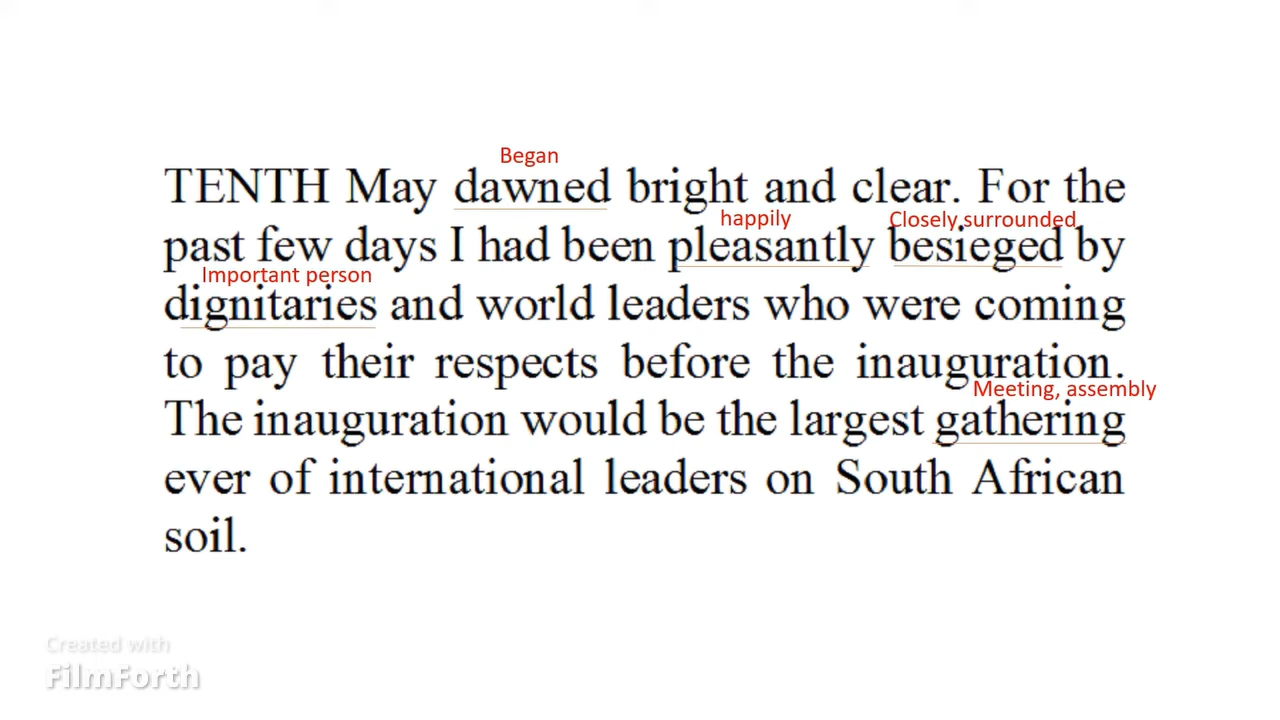 Began
TENTH May dawned bright and clear. For the
happily Closely surrounded
past few days I had been pleasantly besieged by
Important person
dignitaries and world leaders who were coming
to pay their respects before the inauguration.
Meeting, assembly
The inauguration would be the largest gathering
ever of international leaders on South African
soil.
Created with
FilmForth